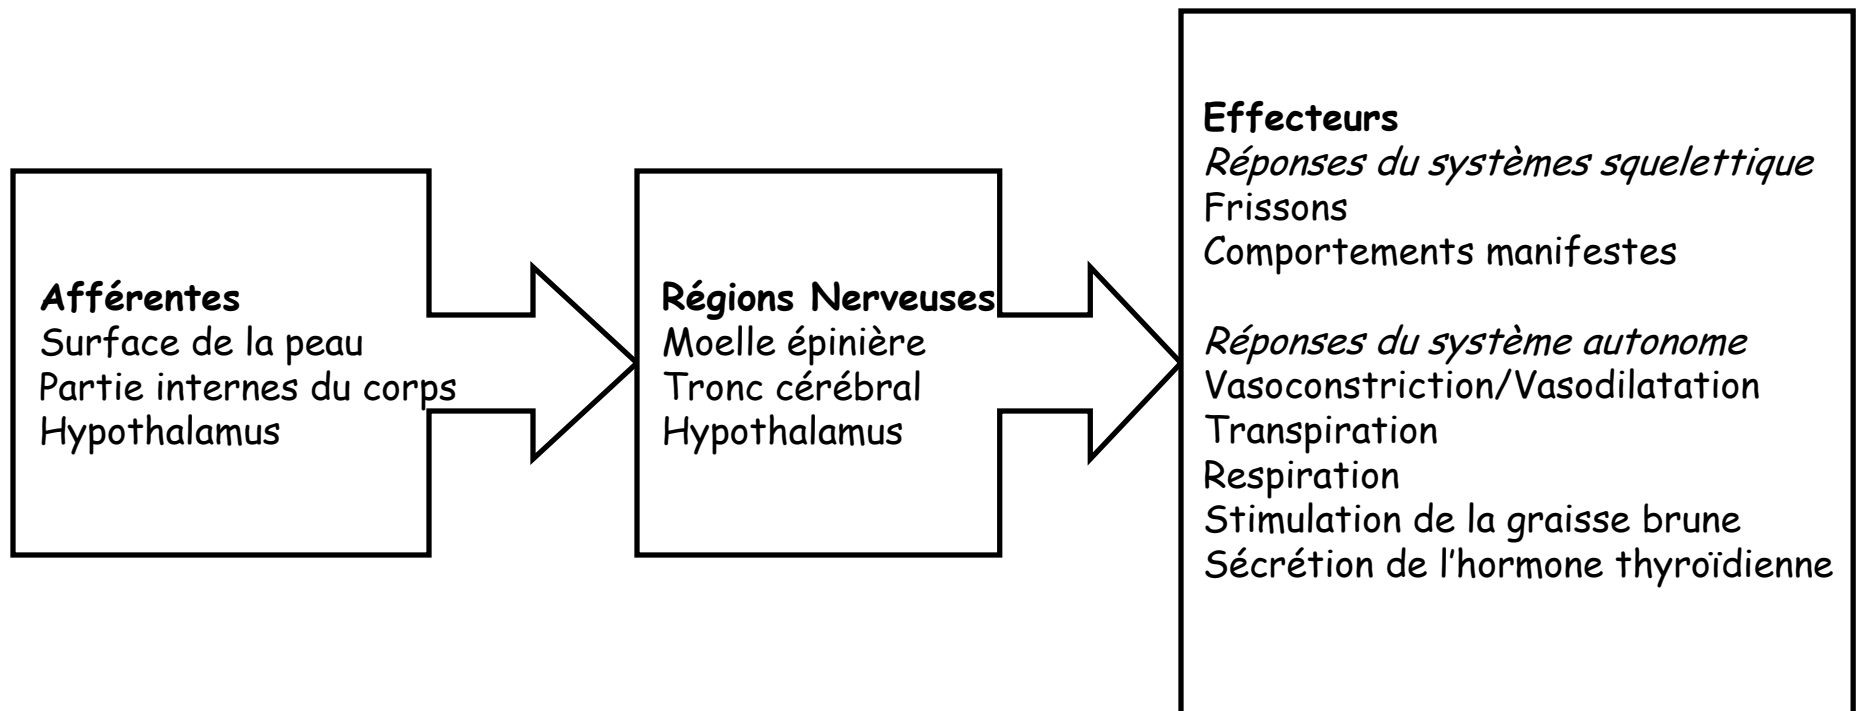 Afférentes
Surface de la peau
Partie internes du corps
Hypothalamus
Régions Nerveuses
Moelle épinière
Tronc cérébral
Hypothalamus
Effecteurs
Réponses du systèmes squelettique
Frissons
Comportements manifestes
Réponses du système autonome
Vasoconstriction/Vasodilatation
Transpiration
Respiration
Stimulation de la graisse brune
Sécrétion de l'hormone thyroïdienne